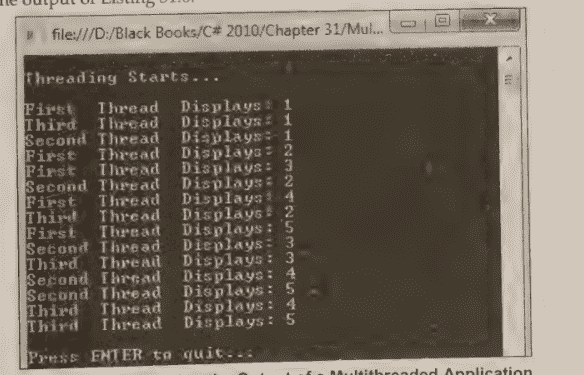 the output of Listing 31.
file:///D:/Black Books/C# 2010/Chapter 31/Mul...
Threading Starts...
First Thread Displays: 1
Third Thread Displays: 1
Second Thread Displays: 1
First Thread Displays: 2
First Thread Displays: 3
Second Thread Displays: 2
First Thread Displays: 4
Third Thread Displays: 2
First Thread Displays: 5
Second Thread Displays: 3
Third Thread Displays: 3
Second Thread Displays: 4
Second Thread Displays: 5
Third Thread Displays: 4
Third Thread Displays: 5
Press ENTER to quit...
the Output of a Multithreaded Application